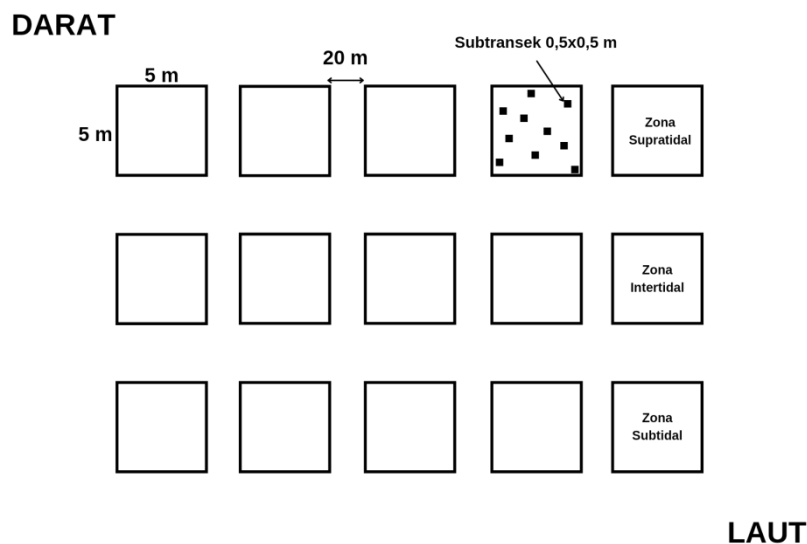 DARAT
Subtransek 0,5x0,5 m
20 m
5 m
5 m
Zona
Supratidal
Zona
Intertidal
Zona
Subtidal
LAUT